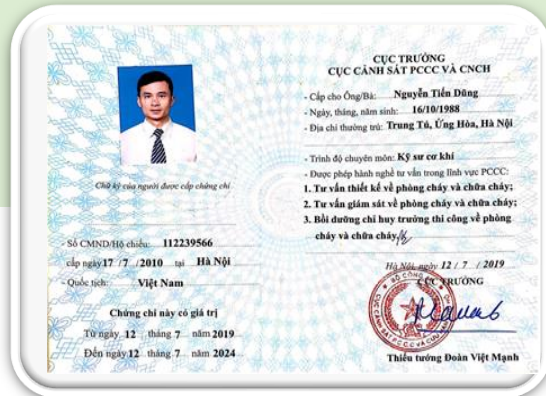 Chữ ký của người được cấp chứng chỉ
- Số CMND/Hộ chiếu: 112239566
cấp ngày 17 / 7 / 2010 tại Hà Nội
- Quốc tịch: Việt Nam
Chứng chỉ này có giá trị
Từ ngày 12 tháng 7 năm 2019
Đến ngày 12 tháng 7 năm 2024
CỤC TRƯỞNG
CỤC CẢNH SÁT PCCC VÀ CNCH
- Cấp cho Ông/Bà: Nguyễn Tiến Dũng
- Ngày, tháng, năm sinh: 16/10/1988
- Địa chỉ thường trú: Trung Tú, Ứng Hòa, Hà Nội
- Trình độ chuyên môn: Kỹ sư cơ khí
- Được phép hành nghề tư vấn trong lĩnh vực PCCC:
1. Tư vấn thiết kế về phòng cháy và chữa cháy;
2. Tư vấn giám sát về phòng cháy và chữa cháy;
3. Bồi dưỡng chỉ huy trưởng thi công về phòng
cháy và chữa cháy./.
Hà Nội, ngày 12 / 7 / 2019
CỤC TRƯỞNG
Thiếu tướng Đoàn Việt Mạnh